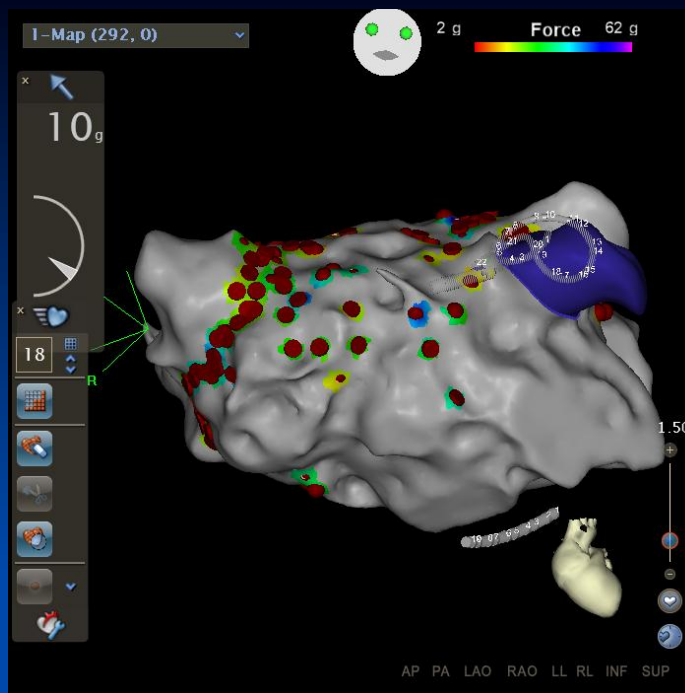 1-Map (292, 0)
2 g Force 62 g
10g
18
R
22
1.50
AP PA LAO RAO LL RL INF SUP